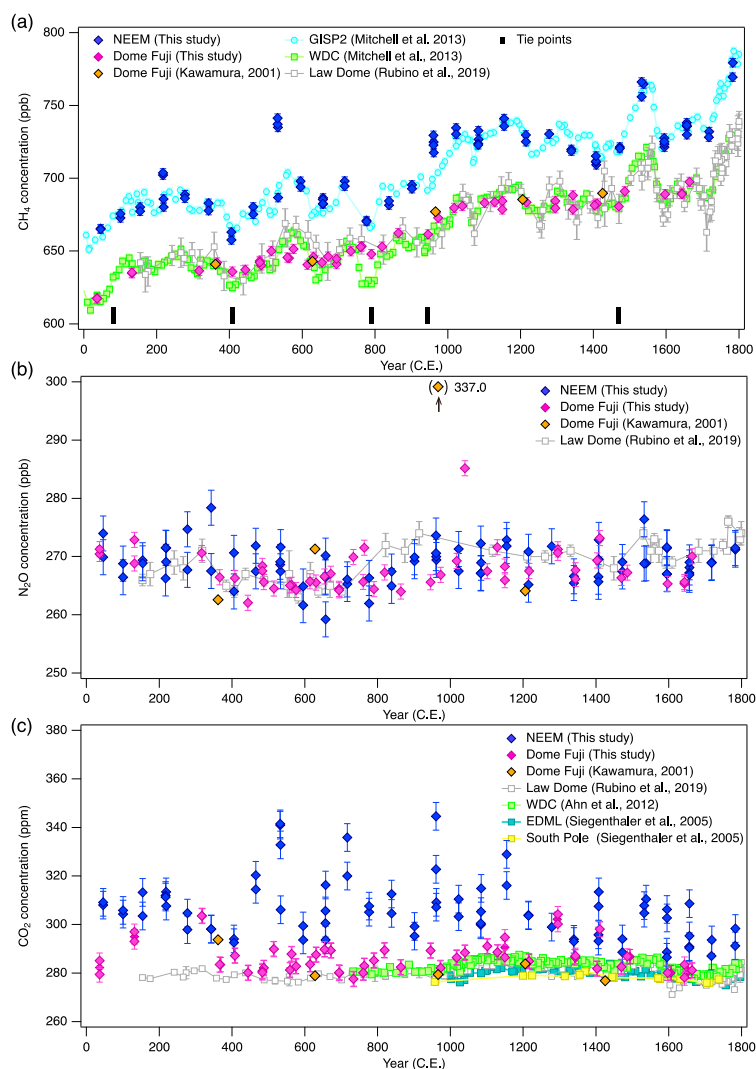 (a)
NEEM (This study)
Dome Fuji (This study)
Dome Fuji (Kawamura, 2001)
GISP2 (Mitchell et al. 2013)
WDC (Mitchell et al., 2013)
Law Dome (Rubino et al., 2019)
Tie points
CH4 concentration (ppb)
800
750
700
650
600
0 200 400 600 800 1000 1200 1400 1600 1800
Year (C.E.)
(b)
(◆) 337.0
NEEM (This study)
Dome Fuji (This study)
Dome Fuji (Kawamura, 2001)
Law Dome (Rubino et al., 2019)
N2O concentration (ppb)
300
290
280
270
260
250
0 200 400 600 800 1000 1200 1400 1600 1800
Year (C.E.)
(c)
NEEM (This study)
Dome Fuji (This study)
Dome Fuji (Kawamura, 2001)
Law Dome (Rubino et al., 2019)
WDC (Ahn et al., 2012)
EDML (Siegenthaler et al., 2005)
South Pole (Siegenthaler et al., 2005)
CO2 concentration (ppm)
380
360
340
320
300
280
260
0 200 400 600 800 1000 1200 1400 1600 1800
Year (C.E.)